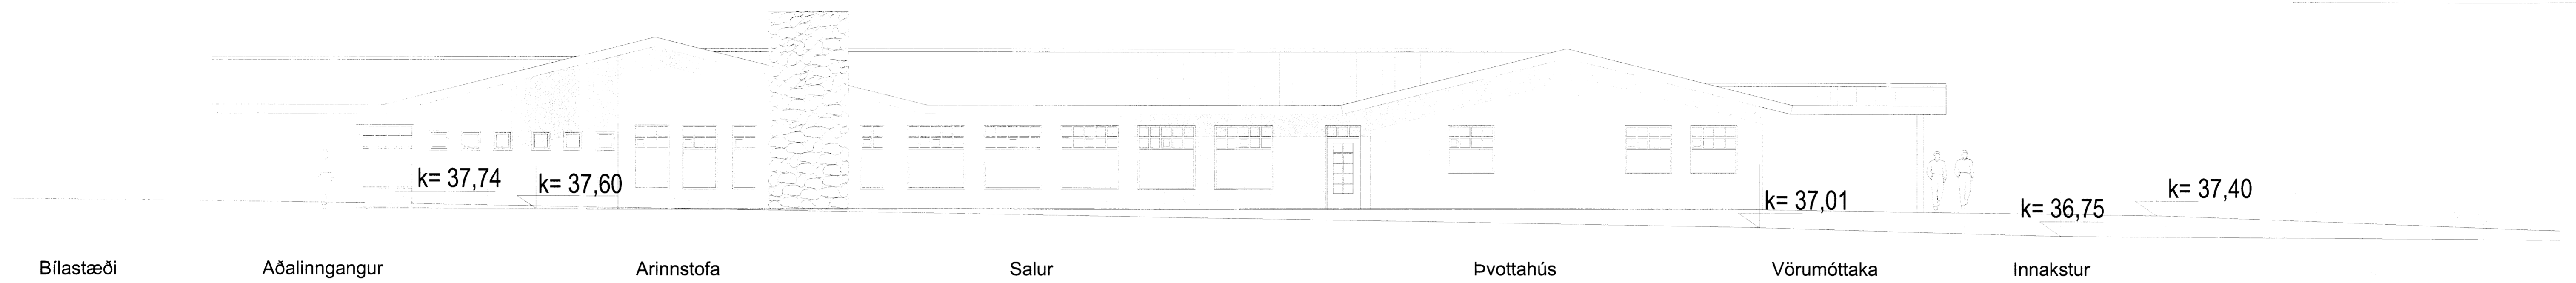 k= 37,74
k= 37,60
k= 37,01
k= 36,75
k= 37,40
Bílastæði
Aðalinngangur
Arinnstofa
Salur
Þvottahús
Vörumóttaka
Innakstur